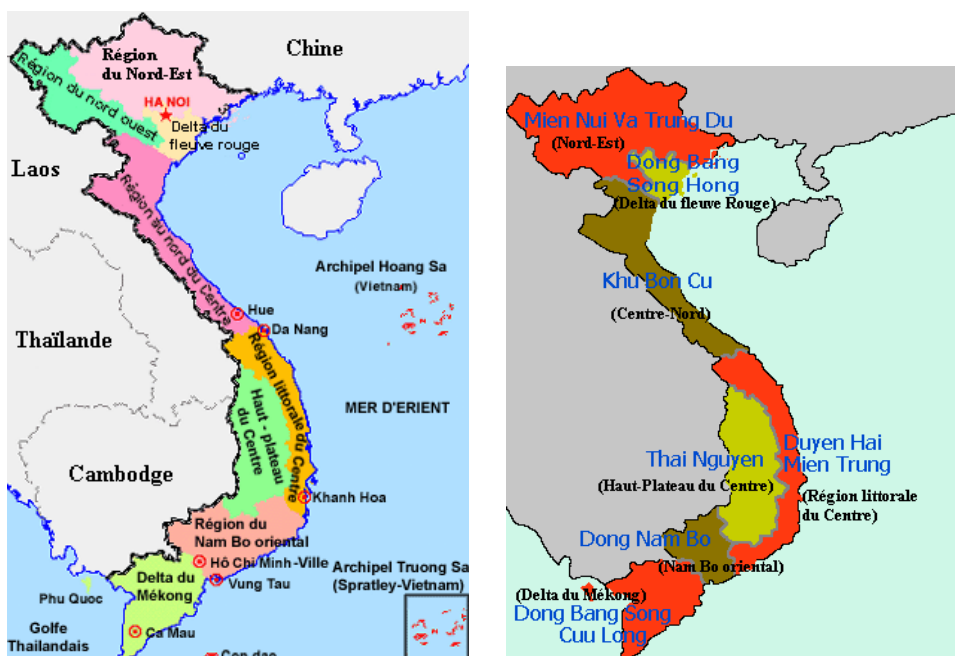 Chine
Région
du Nord-Est
Région du nord ouest
HA NOI
Delta du
fleuve rouge
Laos
Région au nord du Centre
Archipel Hoang Sa
(Vietnam)
Hue
Da Nang
Thaïlande
Région littorale du Centre
Haut - plateau
du Centre
MER D'ERIENT
Cambodge
Khanh Hoa
Région du
Nam Bo oriental
Hô Chi Minh-Ville
Archipel Truong Sa
(Spratley-Vietnam)
Vung Tau
Delta du
Mékong
Phu Quoc
Golfe
Thailandais
Ca Mau
Con dao
Mien Nui Va Trung Du
(Nord-Est)
Dong Bang
Song Hong
(Delta du fleuve Rouge)
Khu Bon Cu
(Centre-Nord)
Thai Nguyen
(Haut-Plateau du Centre)
Duyen Hai
Mien Trung
(Région littorale
du Centre)
Dong Nam Bo
(Nam Bo oriental)
(Delta du Mékong)
Dong Bang Song
Cuu Long